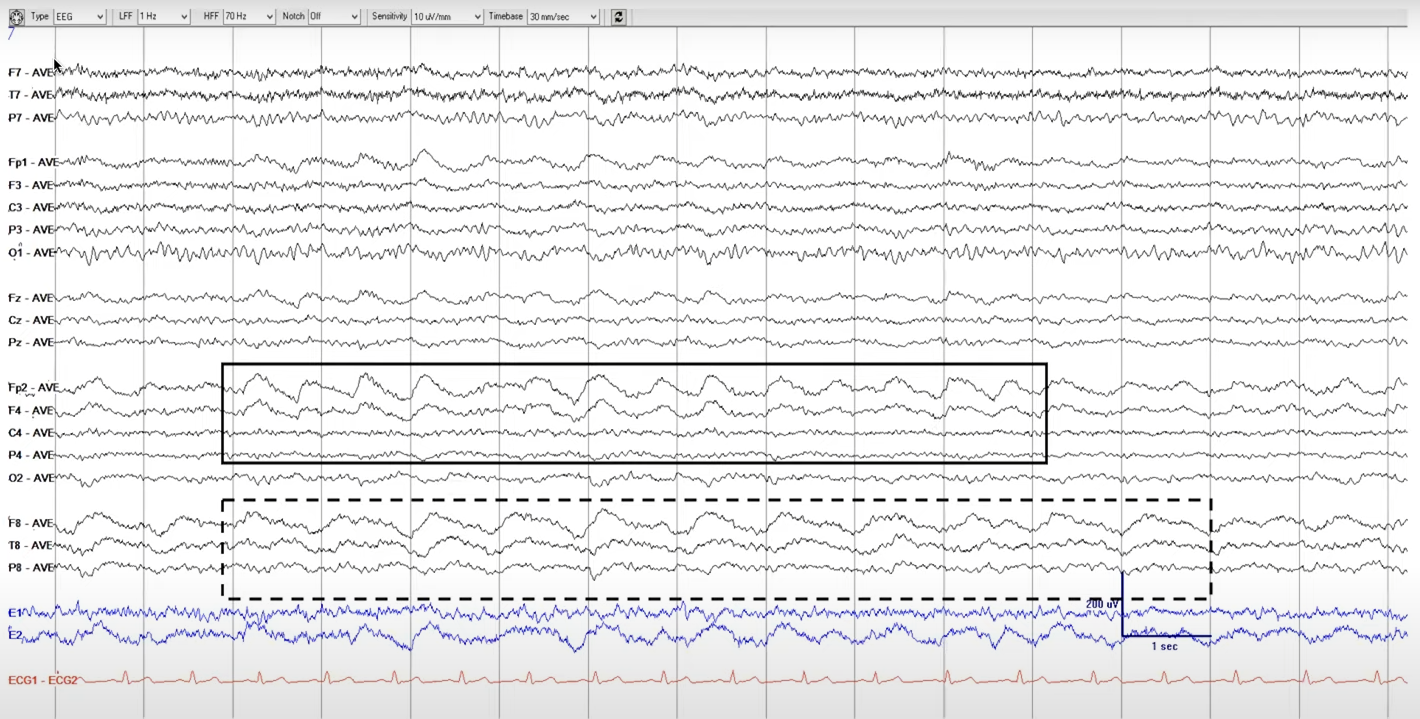 Type EEG LFF 1 Hz HFF 70 Hz Notch Off Sensitivity 10 uV/mm Timebase 30 mm/sec
7
F7 - AVE
T7 - AVE
P7 - AVE
Fp1 - AVE
F3 - AVE
C3 - AVE
P3 - AVE
O1 - AVE
Fz - AVE
Cz - AVE
Pz - AVE
Fp2 - AVE
F4 - AVE
C4 - AVE
P4 - AVE
O2 - AVE
F8 - AVE
T8 - AVE
P8 - AVE
200 uV
E1
E2
1 sec
ECG1 - ECG2